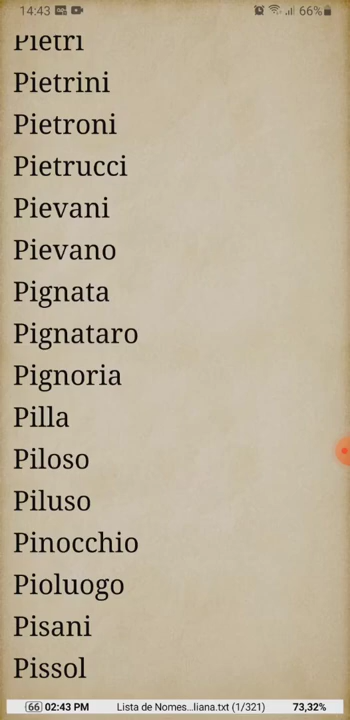 14:43 66%
Pietri
Pietrini
Pietroni
Pietrucci
Pievani
Pievano
Pignata
Pignataro
Pignoria
Pilla
Piloso
Piluso
Pinocchio
Pioluogo
Pisani
Pissol
66 02:43 PM Lista de Nomes...liana.txt (1/321) 73,32%